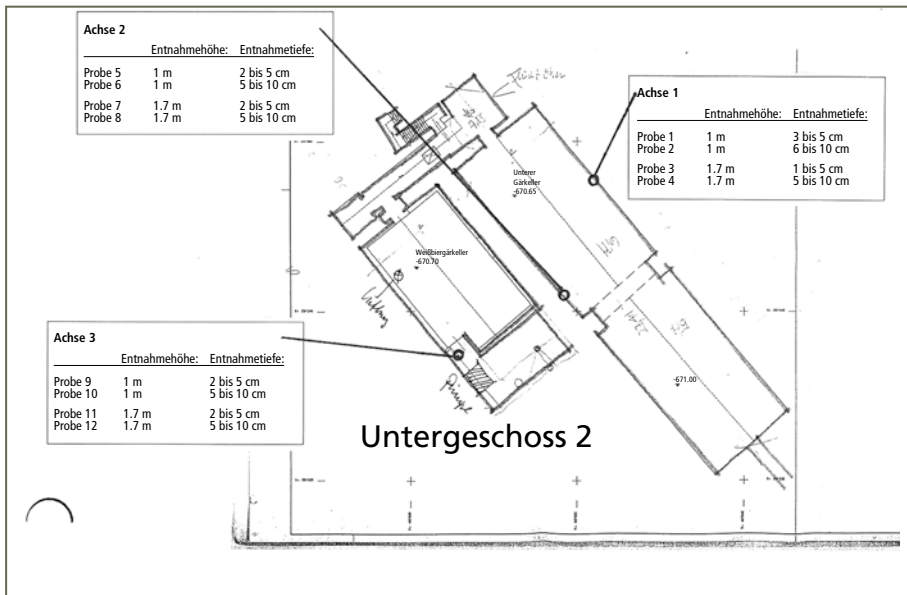 Achse 2
Entnahmehöhe: Entnahmetiefe:
Probe 5 1 m 2 bis 5 cm
Probe 6 1 m 5 bis 10 cm
Probe 7 1.7 m 2 bis 5 cm
Probe 8 1.7 m 5 bis 10 cm
Achse 1
Entnahmehöhe: Entnahmetiefe:
Probe 1 1 m 3 bis 5 cm
Probe 2 1 m 6 bis 10 cm
Probe 3 1.7 m 1 bis 5 cm
Probe 4 1.7 m 5 bis 10 cm
Unterer
Gärkeller
-670.65
Weißbiergärkeller
-670.70
Achse 3
Entnahmehöhe: Entnahmetiefe:
Probe 9 1 m 2 bis 5 cm
Probe 10 1 m 5 bis 10 cm
Probe 11 1.7 m 2 bis 5 cm
Probe 12 1.7 m 5 bis 10 cm
-671.00
Untergeschoss 2